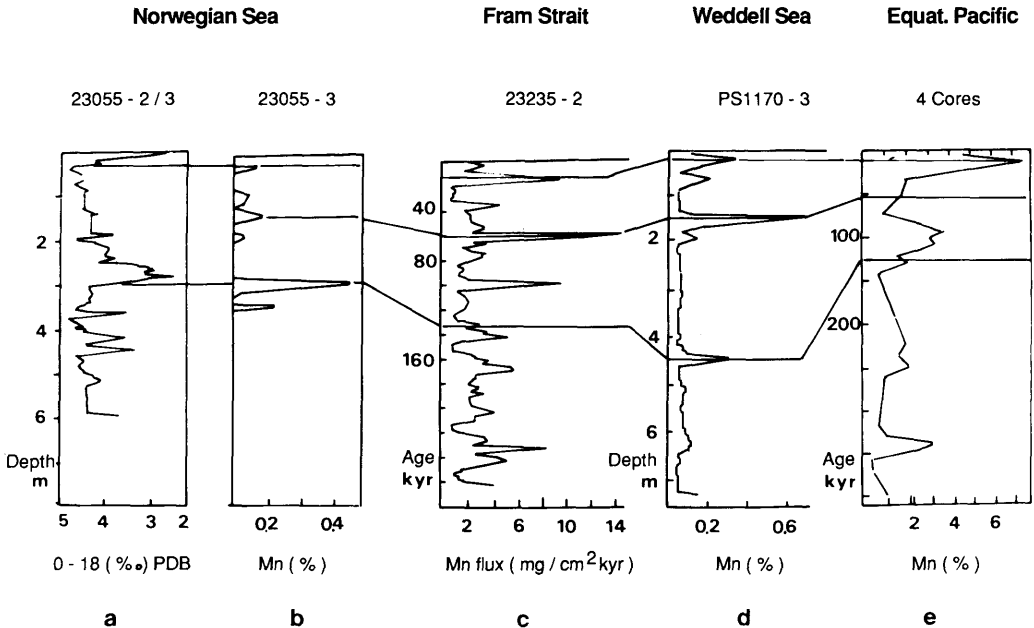 Norwegian Sea Fram Strait Weddell Sea Equat. Pacific
23055 - 2 / 3 23055 - 3 23235 - 2 PS1170 - 3 4 Cores
2
4
6
Depth
m
5 4 3 2
0 - 18 ( ‰ ) PDB
a
0,2 0,4
Mn ( % )
b
40
80
160
Age
kyr
2 6 10 14
Mn flux ( mg / cm2 kyr )
c
2
4
6
Depth
m
0,2 0,6
Mn ( % )
d
100
200
Age
kyr
2 4 6
Mn ( % )
e